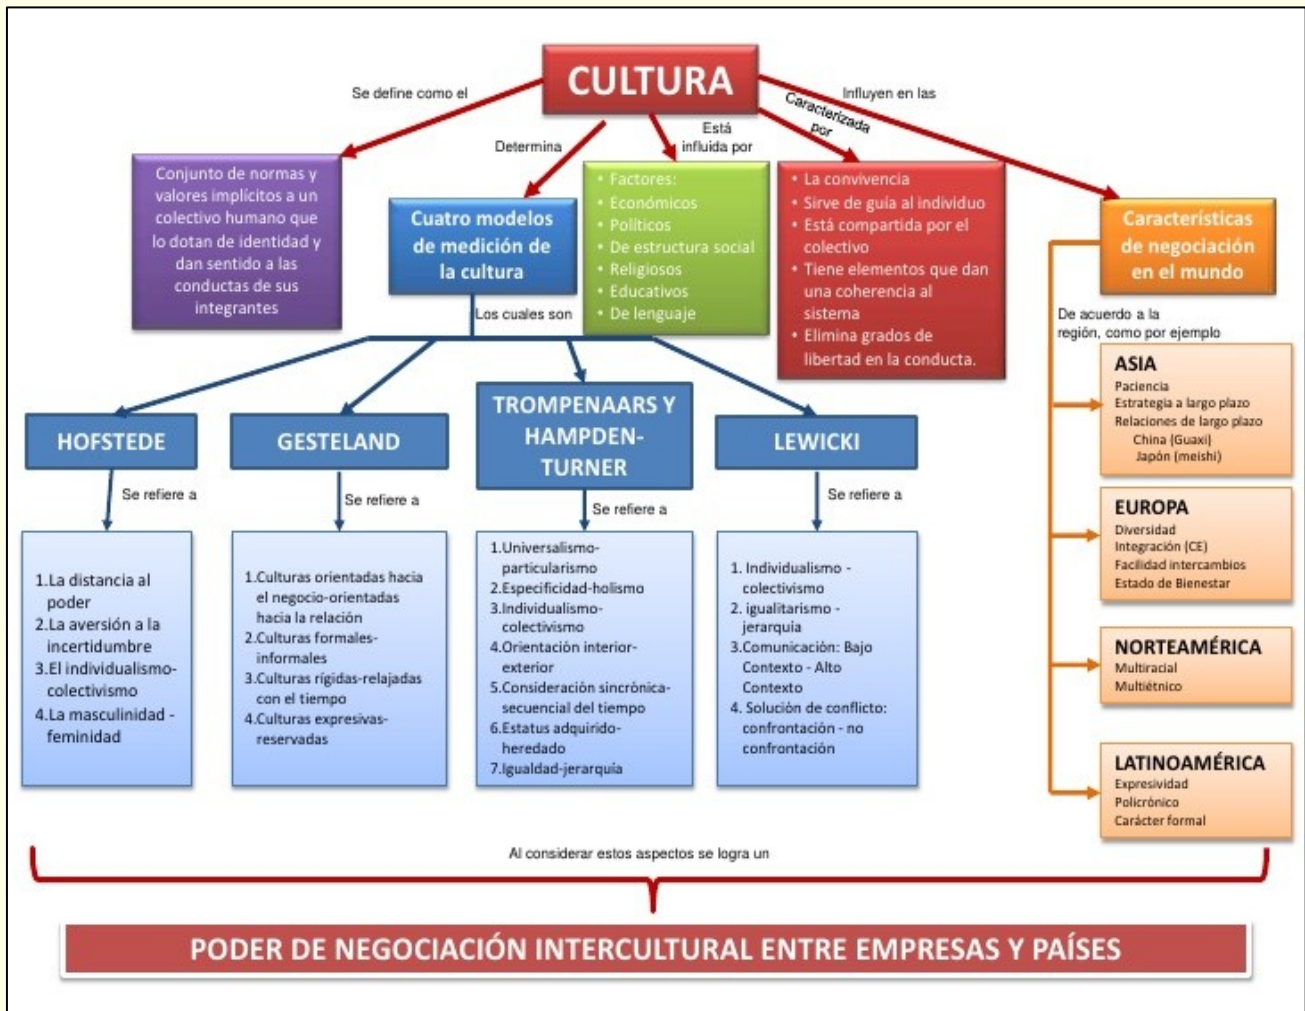 CULTURA
Se define como el
Determina
Está
influida por
Caracterizada
por
Influyen en las
Conjunto de normas y
valores implícitos a un
colectivo humano que
lo dotan de identidad y
dan sentido a las
conductas de sus
integrantes
Cuatro modelos
de medición de
la cultura
• Factores:
• Económicos
• Políticos
• De estructura social
• Religiosos
• Educativos
• De lenguaje
• La convivencia
• Sirve de guía al individuo
• Está compartida por el
colectivo
• Tiene elementos que dan
una coherencia al
sistema
• Elimina grados de
libertad en la conducta.
Características
de negociación
en el mundo
Los cuales son
De acuerdo a la
región, como por ejemplo
HOFSTEDE
Se refiere a
1.La distancia al
poder
2.La aversión a la
incertidumbre
3.El individualismo-
colectivismo
4.La masculinidad -
feminidad
GESTELAND
Se refiere a
1.Culturas orientadas hacia
el negocio-orientadas
hacia la relación
2.Culturas formales-
informales
3.Culturas rígidas-relajadas
con el tiempo
4.Culturas expresivas-
reservadas
TROMPENAARS Y
HAMPDEN-
TURNER
Se refiere a
1.Universalismo-
particularismo
2.Especificidad-holismo
3.Individualismo-
colectivismo
4.Orientación interior-
exterior
5.Consideración sincrónica-
secuencial del tiempo
6.Estatus adquirido-
heredado
7.Igualdad-jerarquía
LEWICKI
Se refiere a
1. Individualismo -
colectivismo
2. igualitarismo -
jerarquía
3.Comunicación: Bajo
Contexto - Alto
Contexto
4. Solución de conflicto:
confrontación - no
confrontación
ASIA
Paciencia
Estrategia a largo plazo
Relaciones de largo plazo
China (Guaxi)
Japón (meishi)
EUROPA
Diversidad
Integración (CE)
Facilidad intercambios
Estado de Bienestar
NORTEAMÉRICA
Multiracial
Multiétnico
LATINOAMÉRICA
Expresividad
Policrónico
Carácter formal
Al considerar estos aspectos se logra un
PODER DE NEGOCIACIÓN INTERCULTURAL ENTRE EMPRESAS Y PAÍSES